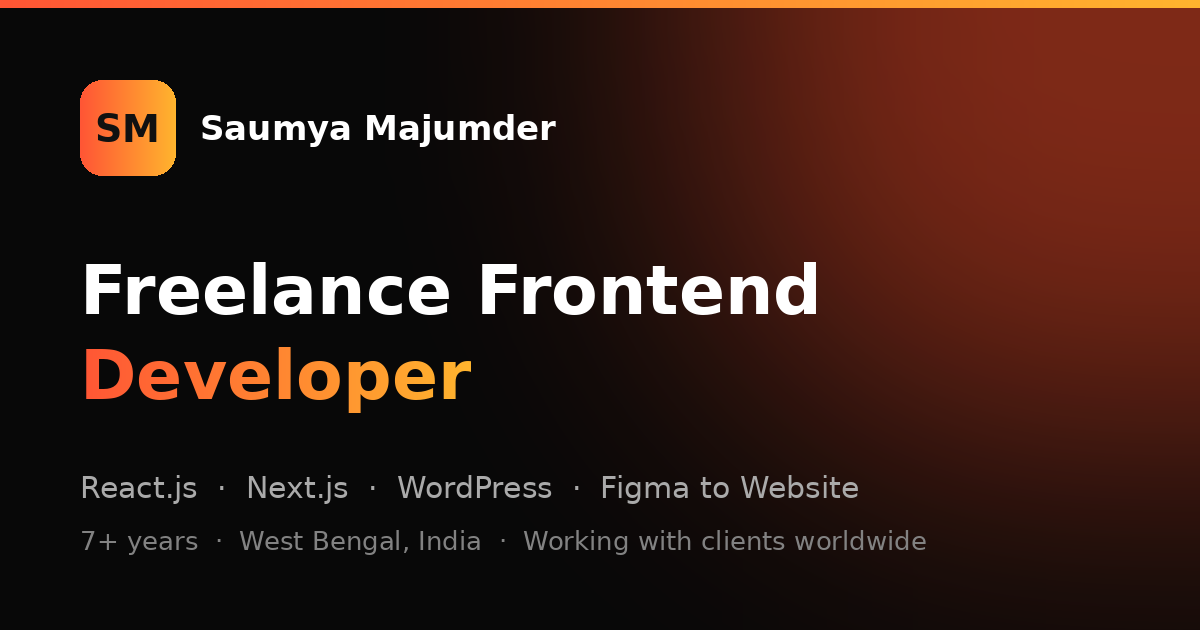 SM
Saumya Majumder
Freelance Frontend
Developer
React.js · Next.js · WordPress · Figma to Website
7+ years · West Bengal, India · Working with clients worldwide